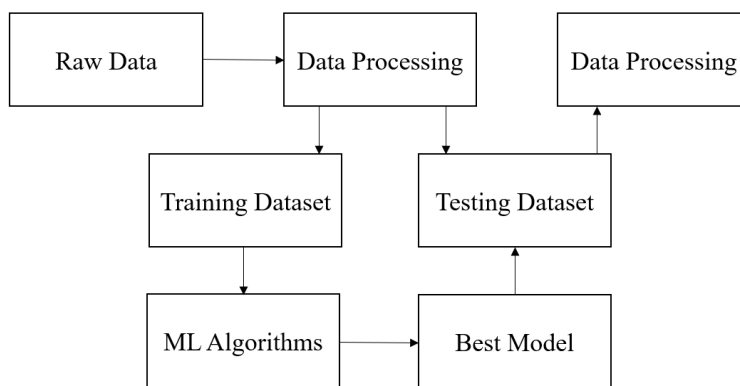 Raw Data
Data Processing
Data Processing
Training Dataset
Testing Dataset
ML Algorithms
Best Model